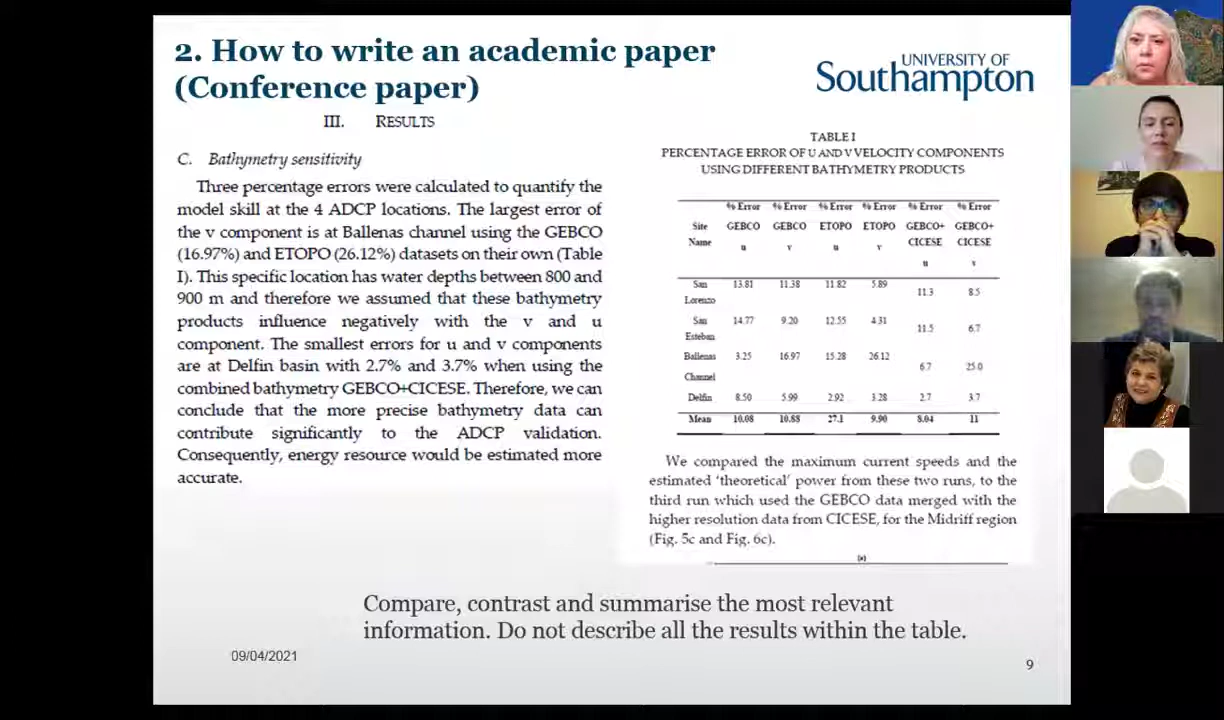 2. How to write an academic paper
(Conference paper)
UNIVERSITY OF
Southampton
III. RESULTS
C. Bathymetry sensitivity
Three percentage errors were calculated to quantify the
model skill at the 4 ADCP locations. The largest error of
the v component is at Ballenas channel using the GEBCO
(16.97%) and ETOPO (26.12%) datasets on their own (Table
I). This specific location has water depths between 800 and
900 m and therefore we assumed that these bathymetry
products influence negatively with the v and u
component. The smallest errors for u and v components
are at Delfin basin with 2.7% and 3.7% when using the
combined bathymetry GEBCO+CICESE. Therefore, we can
conclude that the more precise bathymetry data can
contribute significantly to the ADCP validation.
Consequently, energy resource would be estimated more
accurate.
TABLE I
PERCENTAGE ERROR OF U AND V VELOCITY COMPONENTS
USING DIFFERENT BATHYMETRY PRODUCTS
% Error % Error % Error % Error % Error % Error
Site GEBCO GEBCO ETOPO ETOPO GEBCO+ GEBCO+
Name u v u v CICESE CICESE
u v
San 13.81 11.38 11.82 5.89 11.3 8.5
Lorenzo
San 14.77 9.20 12.55 4.31 11.5 6.7
Esteban
Ballenas 3.25 16.97 15.28 26.12 6.7 25.0
Channel
Delfin 8.50 5.99 2.92 3.28 2.7 3.7
Mean 10.08 10.88 27.1 9.90 8.04 11
We compared the maximum current speeds and the
estimated 'theoretical' power from these two runs, to the
third run which used the GEBCO data merged with the
higher resolution data from CICESE, for the Midriff region
(Fig. 5c and Fig. 6c).
(a)
Compare, contrast and summarise the most relevant
information. Do not describe all the results within the table.
09/04/2021
9